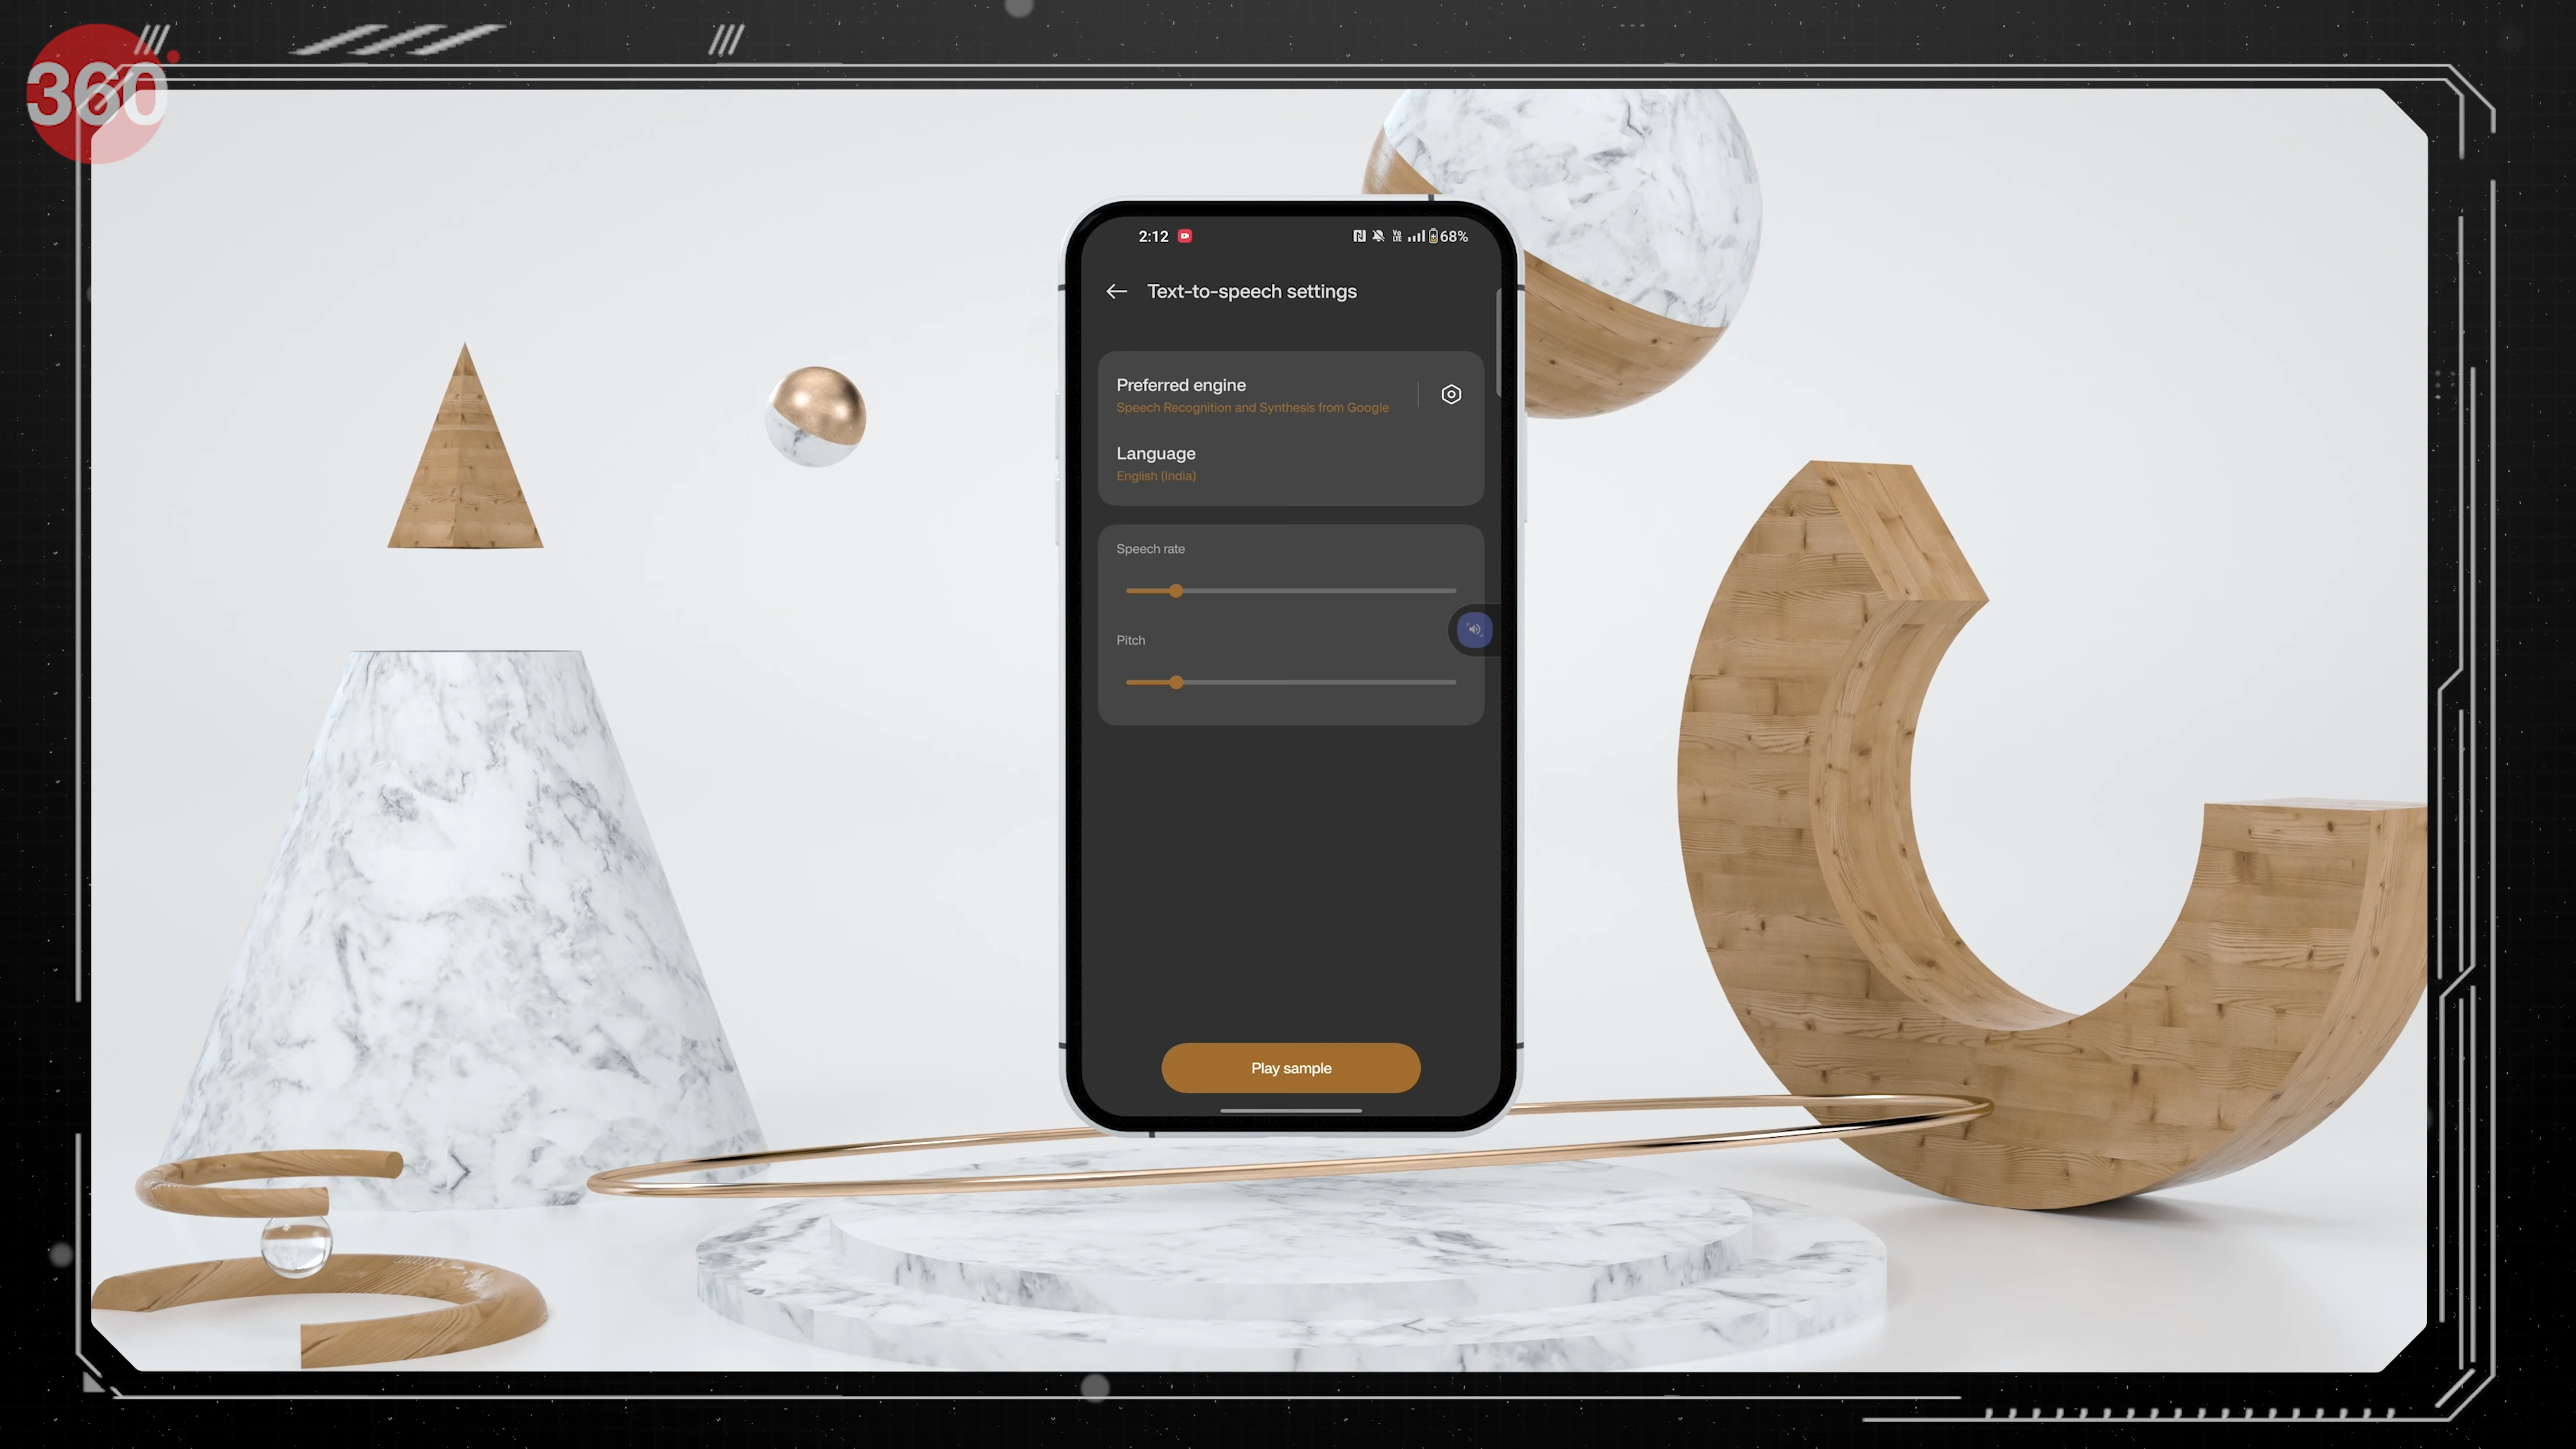 360
2:12
68%
Text-to-speech settings
Preferred engine
Speech Recognition and Synthesis from Google
Language
English (India)
Speech rate
Pitch
Play sample